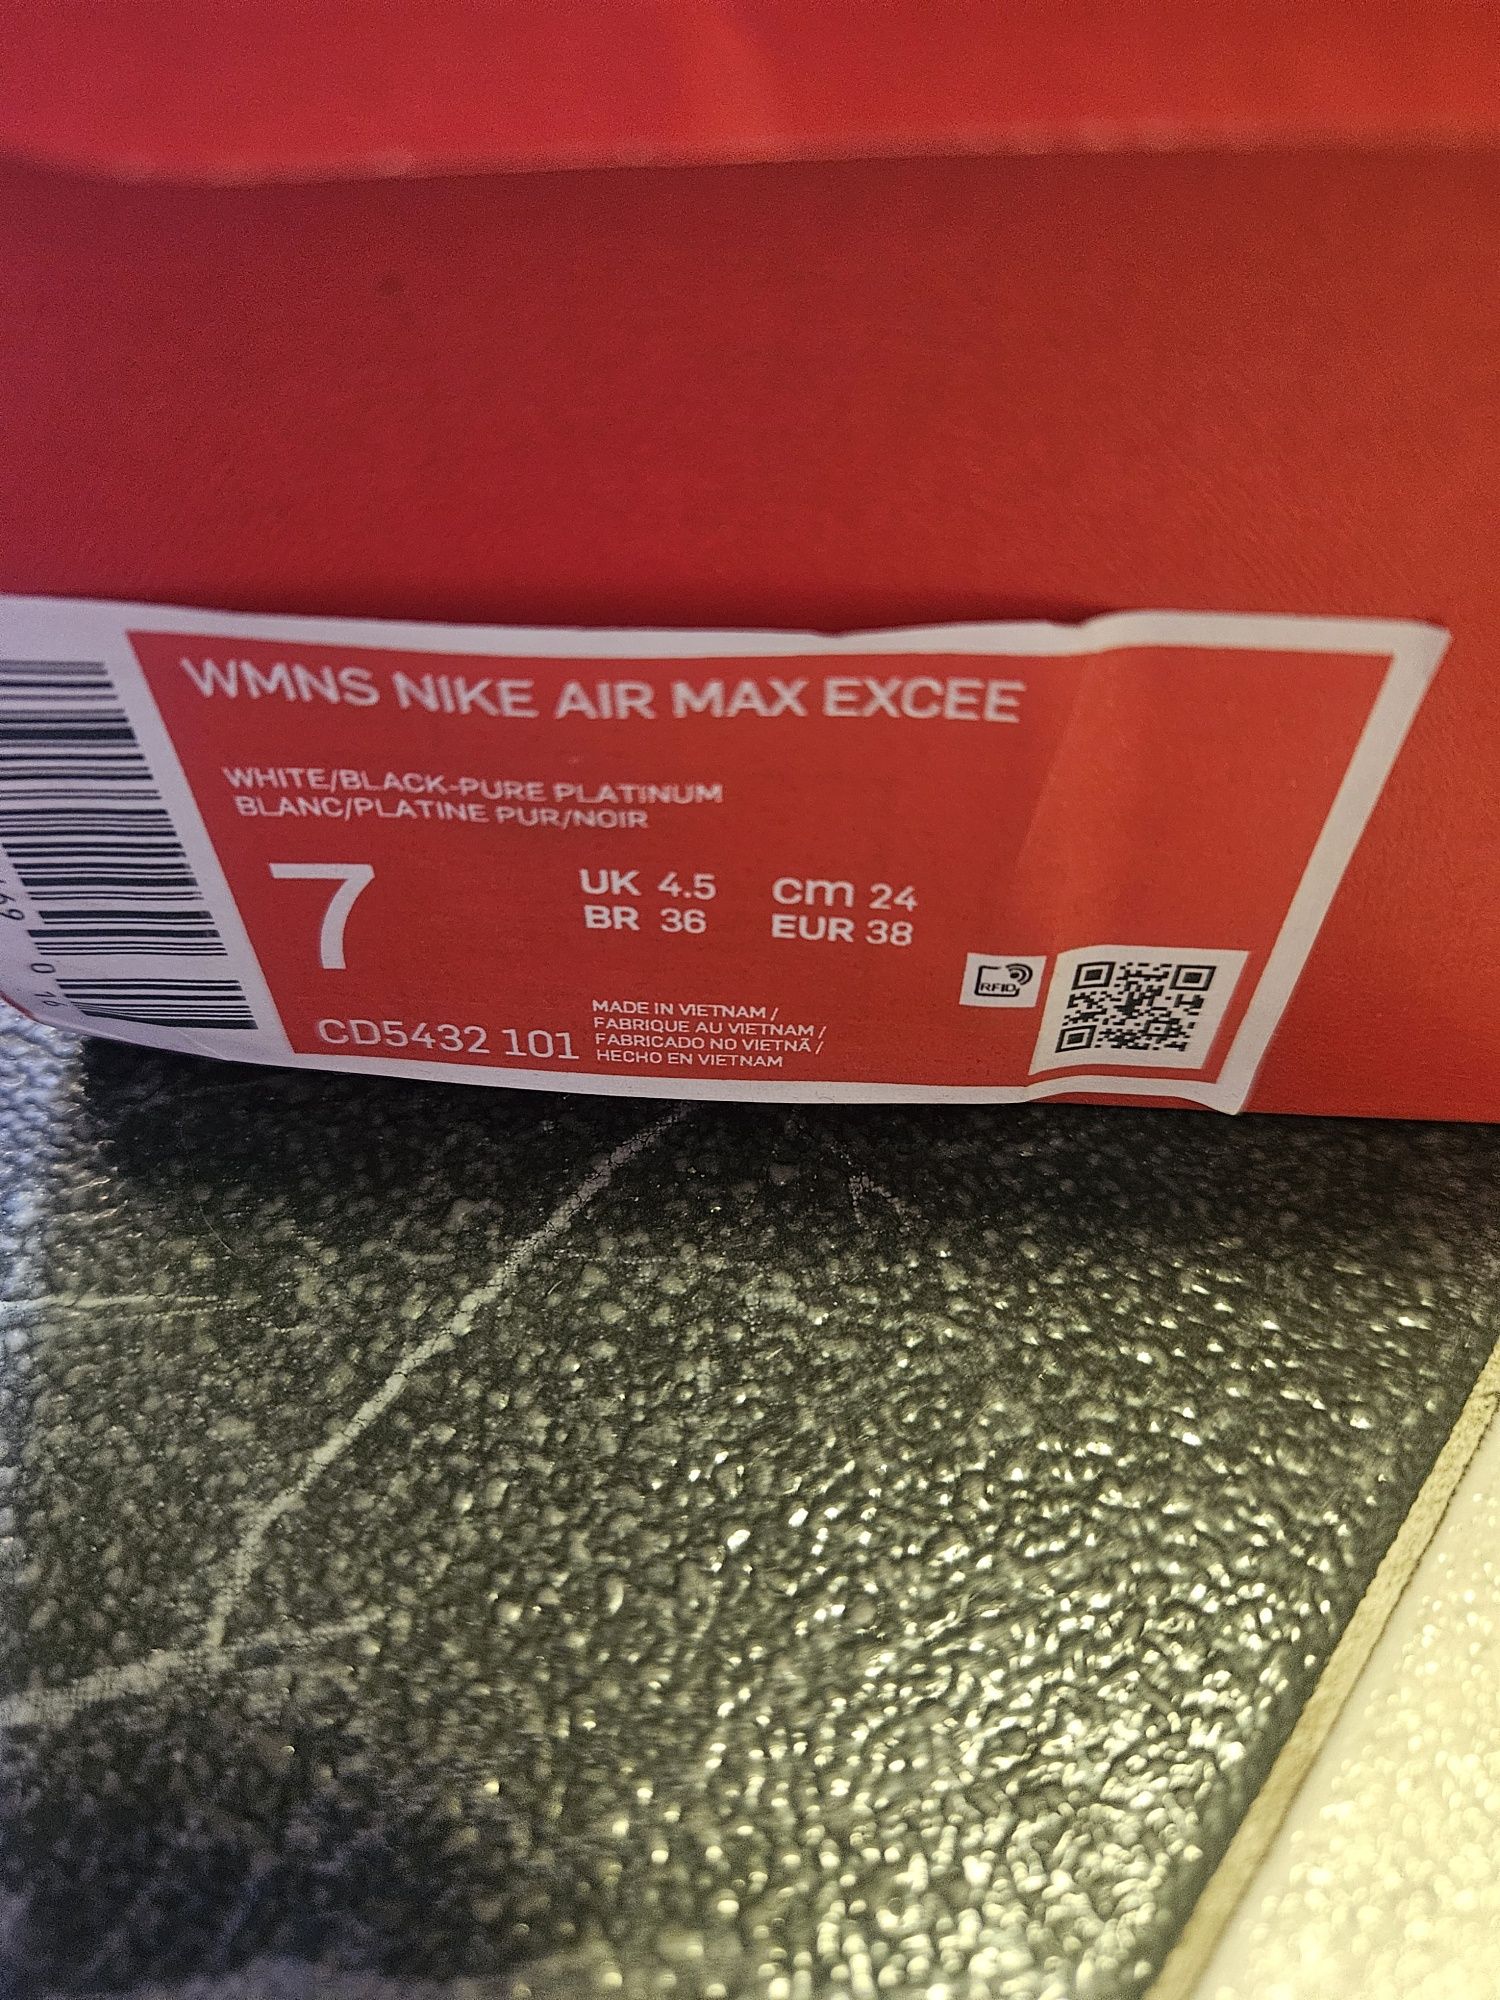 WMNS NIKE AIR MAX EXCEE
WHITE/BLACK-PURE PLATINUM
BLANC/PLATINE PUR/NOIR
7
UK 4.5 cm 24
BR 36 EUR 38
RFID
CD5432 101
MADE IN VIETNAM /
FABRIQUE AU VIETNAM /
FABRICADO NO VIETNÃ /
HECHO EN VIETNAM